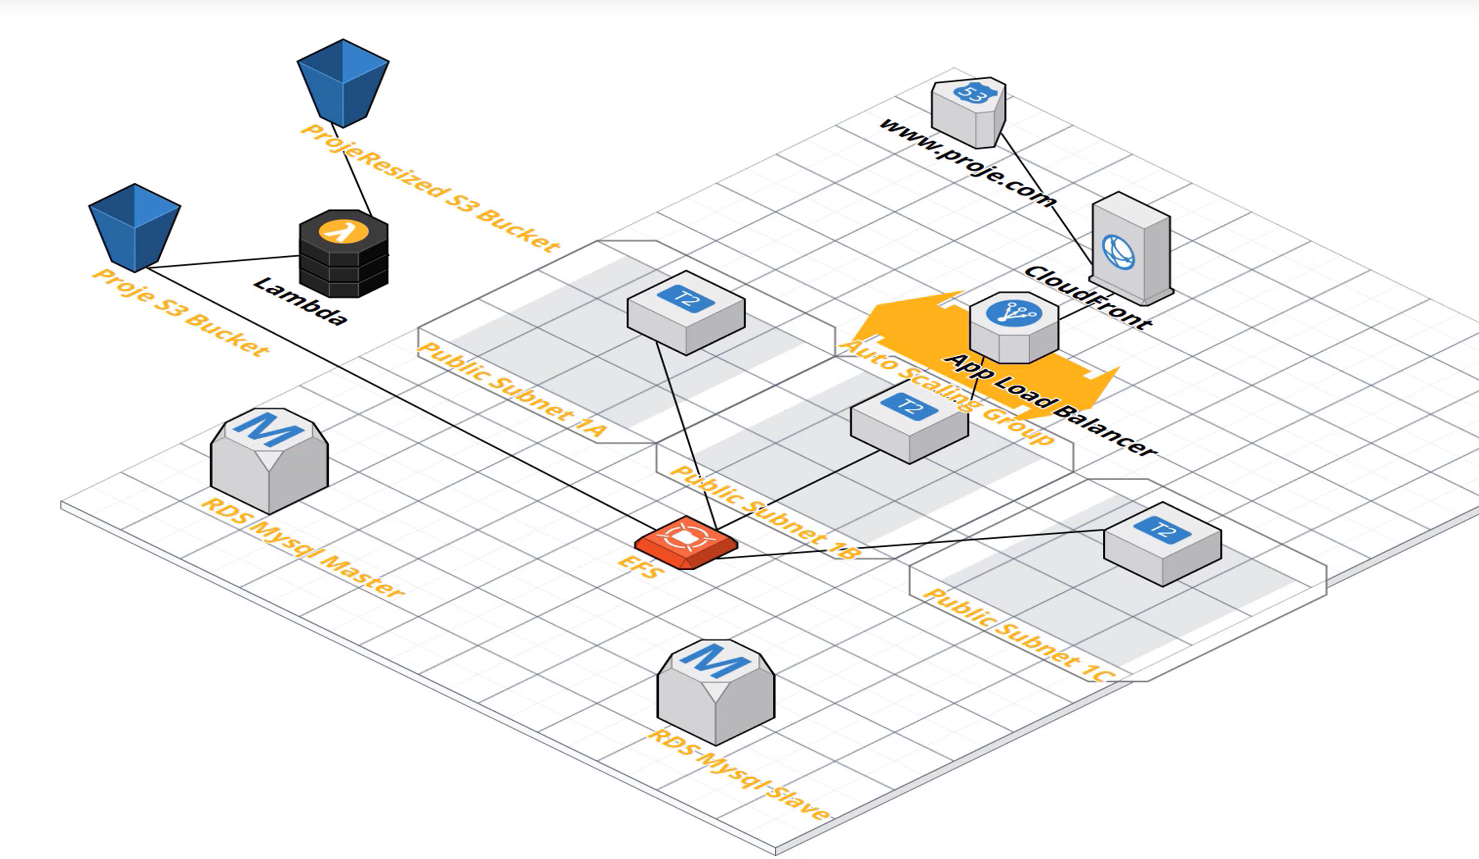 53
www.proje.com
ProjeResized S3 Bucket
λ
Lambda
Proje S3 Bucket
CloudFront
T2
Public Subnet 1A
App Load Balancer
Auto Scaling Group
T2
Public Subnet 1B
M
RDS Mysql Master
EFS
T2
Public Subnet 1C
M
RDS Mysql Slave